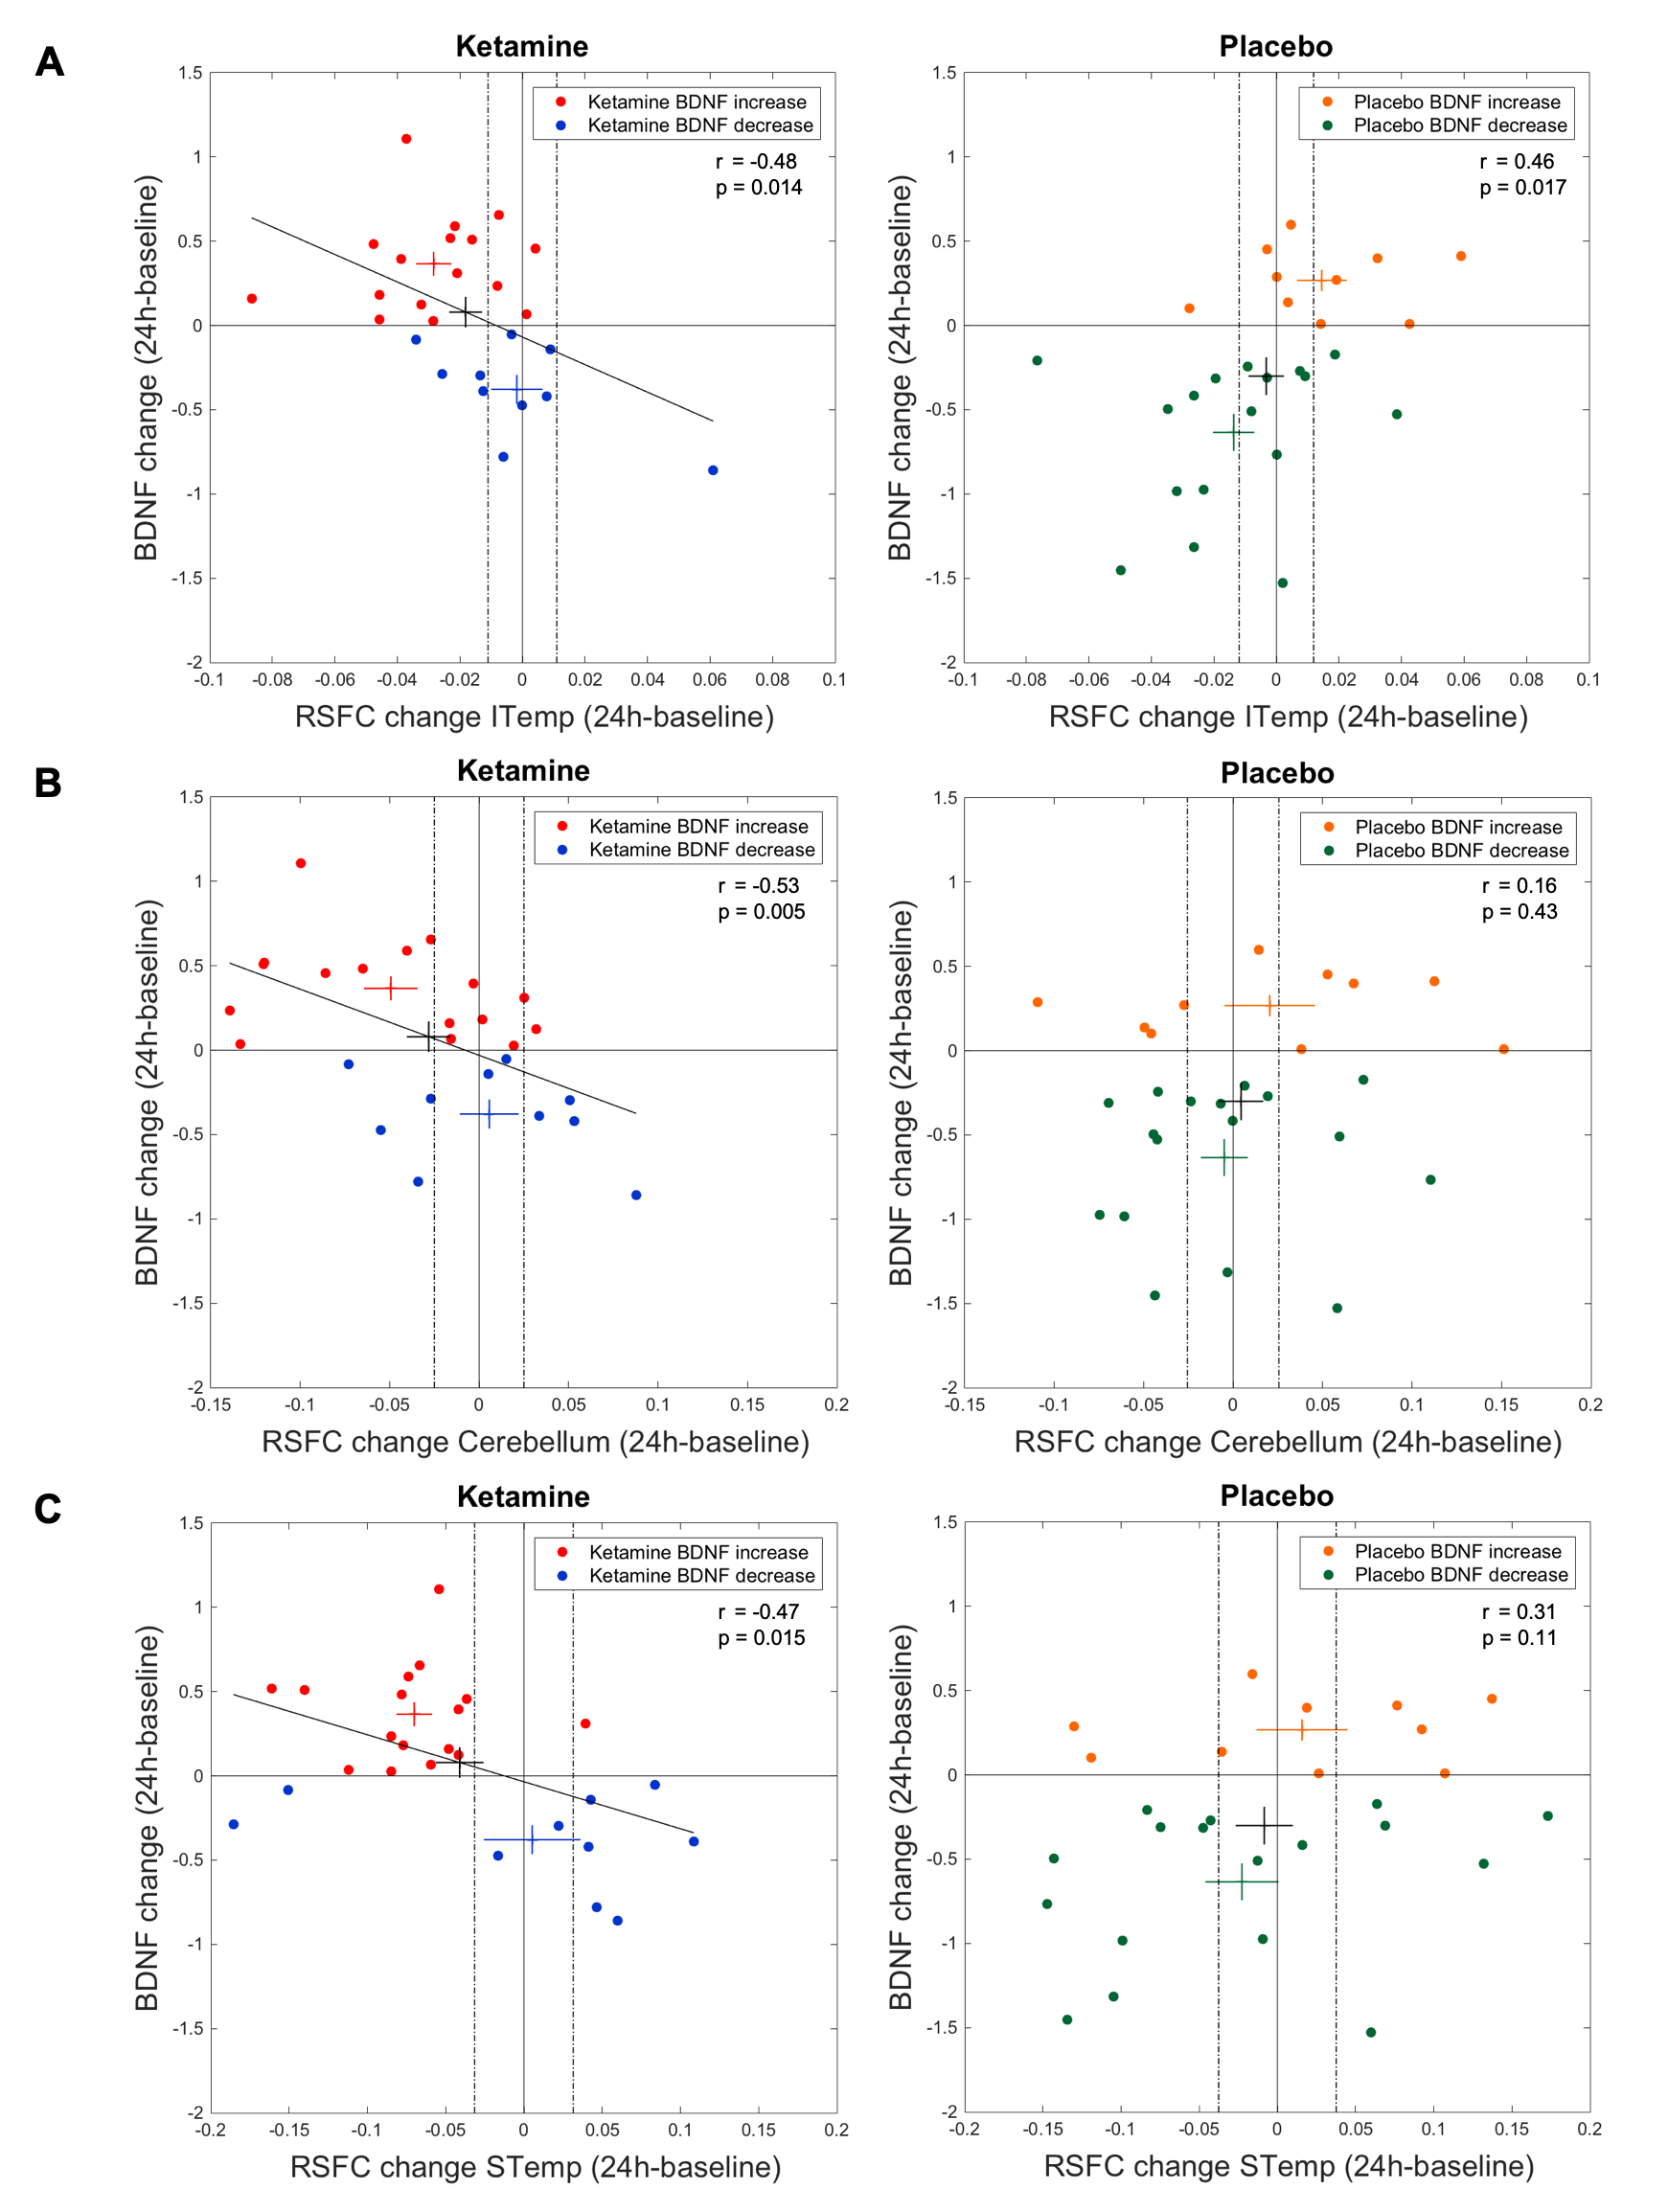 A
Ketamine
Placebo
1.5
1
0.5
0
-0.5
-1
-1.5
-2
BDNF change (24h-baseline)
Ketamine BDNF increase
Ketamine BDNF decrease
r = -0.48
p = 0.014
-0.1 -0.08 -0.06 -0.04 -0.02 0 0.02 0.04 0.06 0.08 0.1
RSFC change ITemp (24h-baseline)
1.5
1
0.5
0
-0.5
-1
-1.5
-2
BDNF change (24h-baseline)
Placebo BDNF increase
Placebo BDNF decrease
r = 0.46
p = 0.017
-0.1 -0.08 -0.06 -0.04 -0.02 0 0.02 0.04 0.06 0.08 0.1
RSFC change ITemp (24h-baseline)
B
Ketamine
Placebo
1.5
1
0.5
0
-0.5
-1
-1.5
-2
BDNF change (24h-baseline)
Ketamine BDNF increase
Ketamine BDNF decrease
r = -0.53
p = 0.005
-0.15 -0.1 -0.05 0 0.05 0.1 0.15 0.2
RSFC change Cerebellum (24h-baseline)
1.5
1
0.5
0
-0.5
-1
-1.5
-2
BDNF change (24h-baseline)
Placebo BDNF increase
Placebo BDNF decrease
r = 0.16
p = 0.43
-0.15 -0.1 -0.05 0 0.05 0.1 0.15 0.2
RSFC change Cerebellum (24h-baseline)
C
Ketamine
Placebo
1.5
1
0.5
0
-0.5
-1
-1.5
-2
BDNF change (24h-baseline)
Ketamine BDNF increase
Ketamine BDNF decrease
r = -0.47
p = 0.015
-0.2 -0.15 -0.1 -0.05 0 0.05 0.1 0.15 0.2
RSFC change STemp (24h-baseline)
1.5
1
0.5
0
-0.5
-1
-1.5
-2
BDNF change (24h-baseline)
Placebo BDNF increase
Placebo BDNF decrease
r = 0.31
p = 0.11
-0.2 -0.15 -0.1 -0.05 0 0.05 0.1 0.15 0.2
RSFC change STemp (24h-baseline)